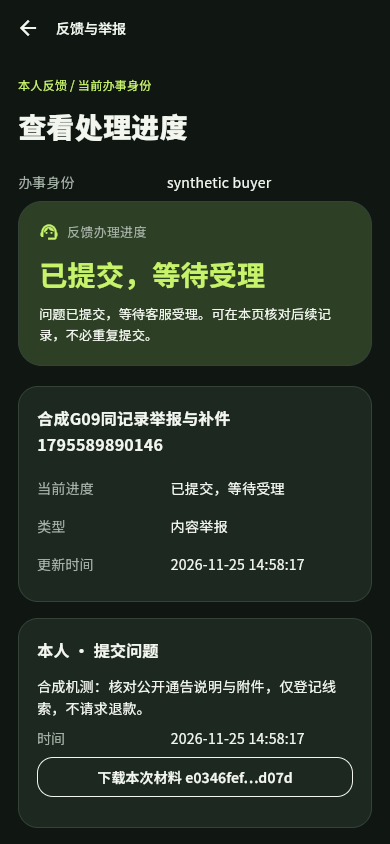 反馈与举报
本人反馈 / 当前办事身份
查看处理进度
办事身份 synthetic buyer
反馈办理进度
已提交，等待受理
问题已提交，等待客服受理。可在本页核对后续记
录，不必重复提交。
合成G09同记录举报与补件
1795589890146
当前进度 已提交，等待受理
类型 内容举报
更新时间 2026-11-25 14:58:17
本人 · 提交问题
合成机测：核对公开通告说明与附件，仅登记线
索，不请求退款。
时间 2026-11-25 14:58:17
下载本次材料 e0346fef…d07d